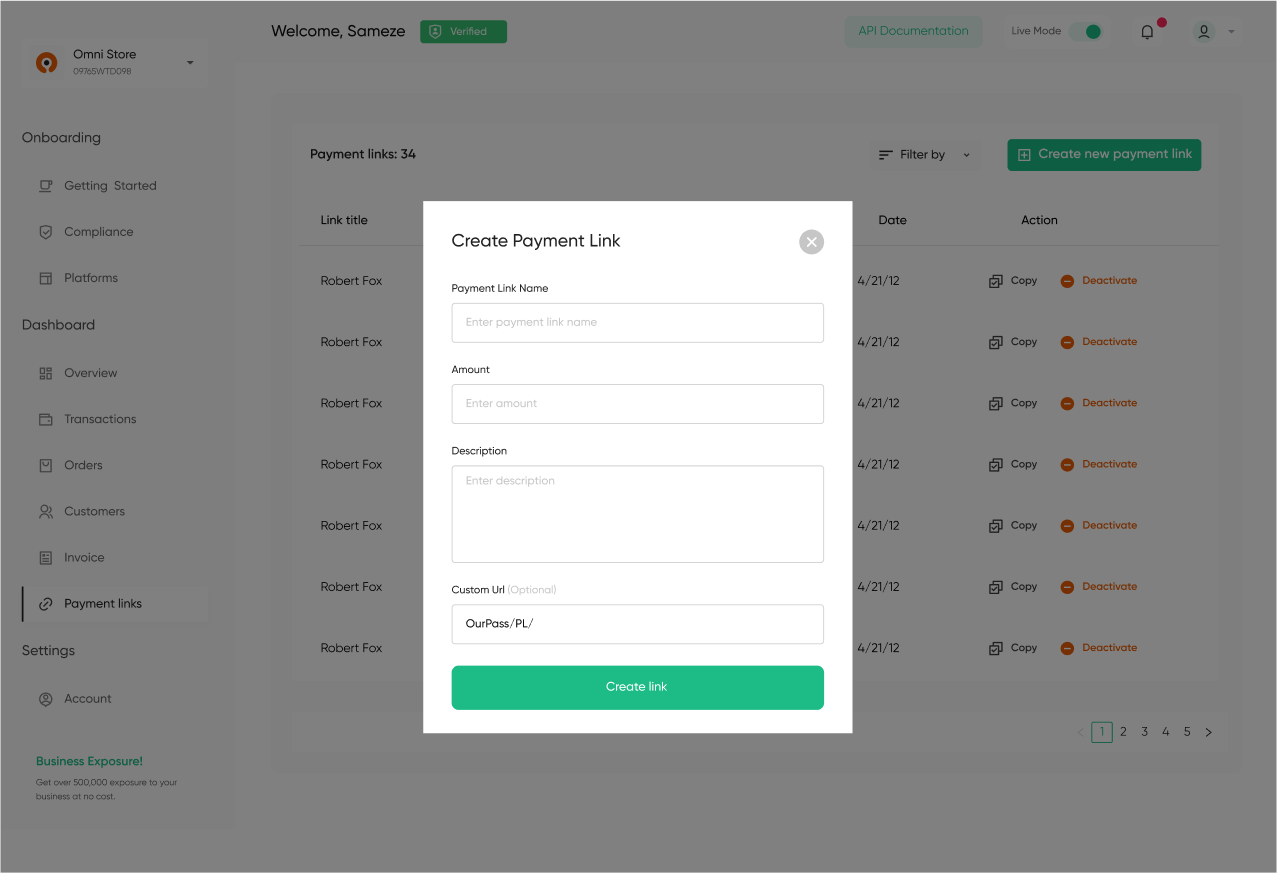 Welcome, Sameze
Verified
API Documentation
Live Mode
Omni Store
09765WTD098
Onboarding
Getting Started
Compliance
Platforms
Dashboard
Overview
Transactions
Orders
Customers
Invoice
Payment links
Settings
Account
Business Exposure!
Get over 500,000 exposure to your
business at no cost.
Payment links: 34
Filter by
Create new payment link
Link title
Date
Action
Robert Fox
4/21/12
Copy
Deactivate
Robert Fox
4/21/12
Copy
Deactivate
Robert Fox
4/21/12
Copy
Deactivate
Robert Fox
4/21/12
Copy
Deactivate
Robert Fox
4/21/12
Copy
Deactivate
Robert Fox
4/21/12
Copy
Deactivate
Robert Fox
4/21/12
Copy
Deactivate
1 2 3 4 5
Create Payment Link
Payment Link Name
Enter payment link name
Amount
Enter amount
Description
Enter description
Custom Url (Optional)
OurPass/PL/
Create link